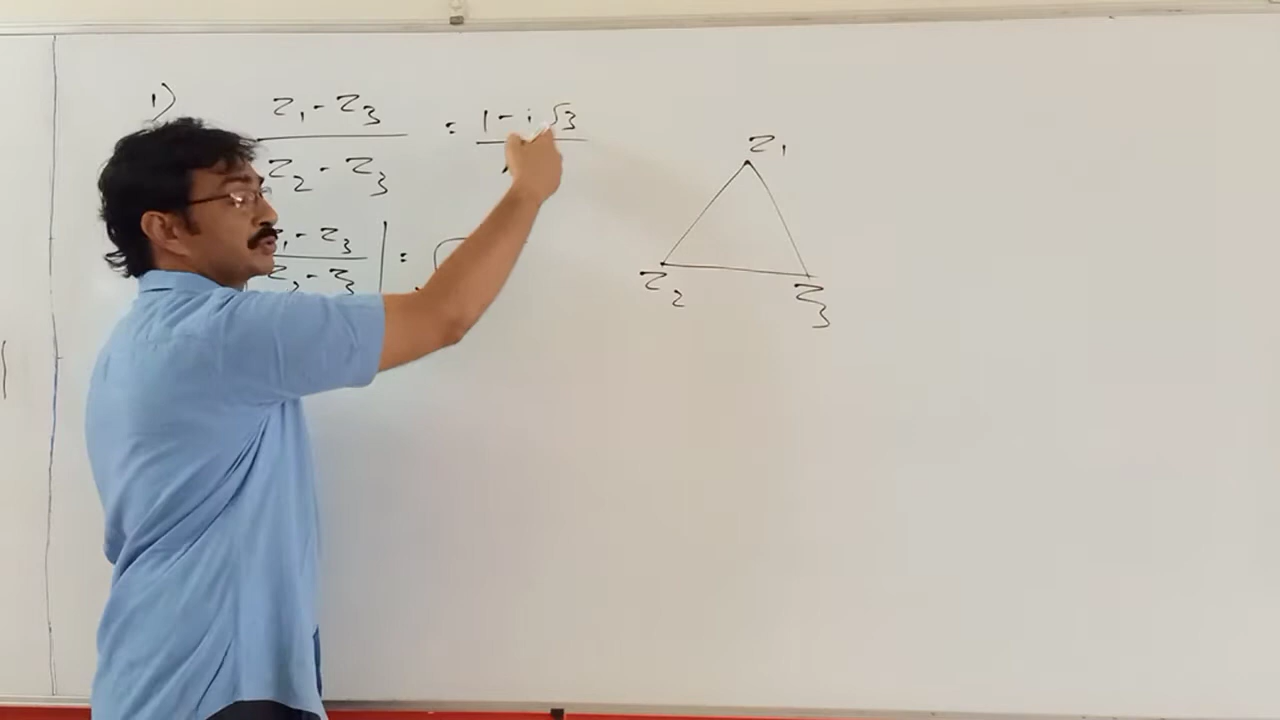 1) z₁ - z₃ / z₂ - z₃ = 1 - i √3
z₁ - z₃ / z₂ - z₃ | =
z₁
z₂ z₃